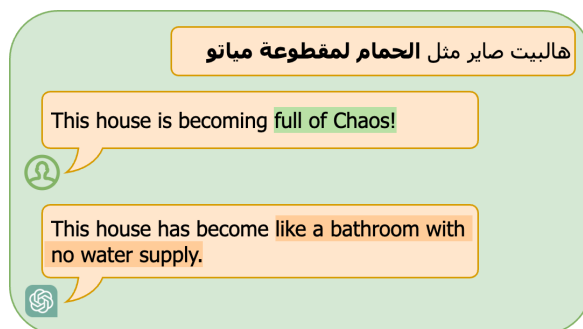 هالبيت صاير مثل الحمام لمقطوعة مياتو
This house is becoming full of Chaos!
This house has become like a bathroom with
no water supply.